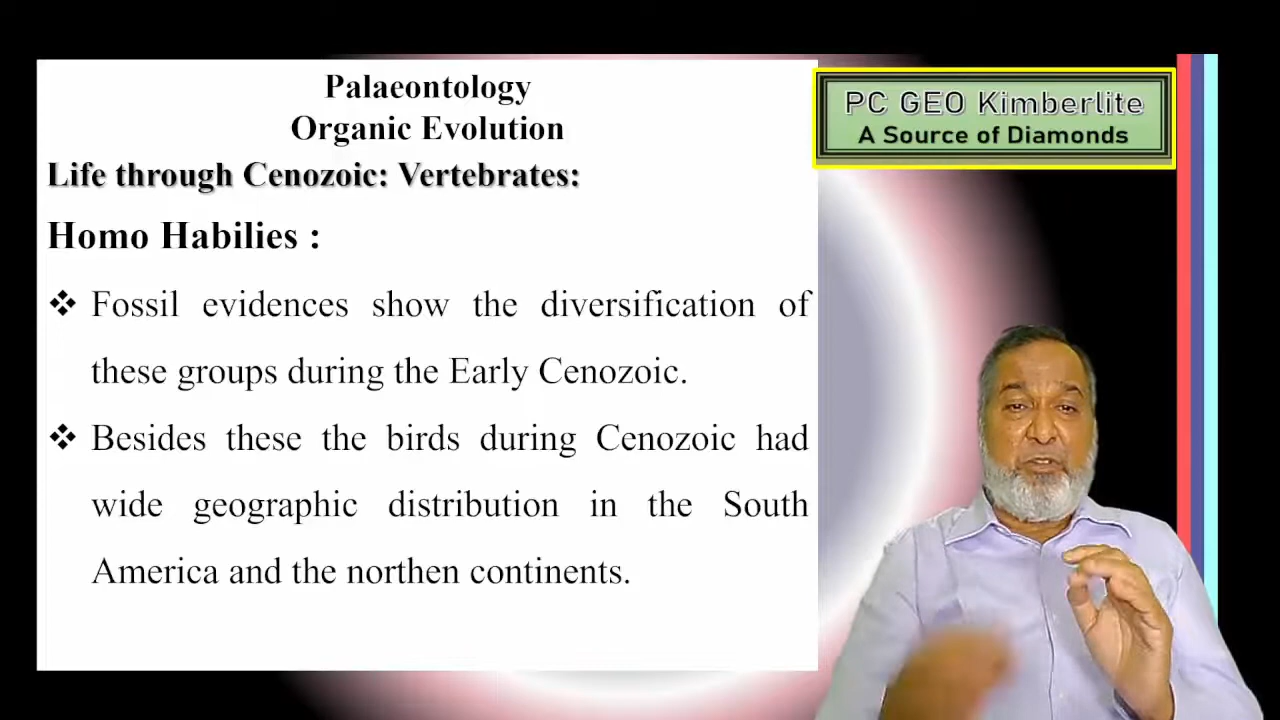 Palaeontology
Organic Evolution
Life through Cenozoic: Vertebrates:
Homo Habilies :
❖ Fossil evidences show the diversification of
these groups during the Early Cenozoic.
❖ Besides these the birds during Cenozoic had
wide geographic distribution in the South
America and the northen continents.
PC GEO Kimberlite
A Source of Diamonds